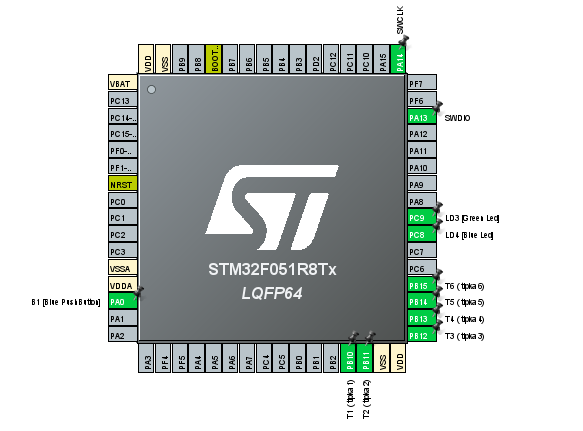 SWCLK
VDD
VSS
PB9
PB8
BOOT..
PB7
PB6
PB5
PB4
PB3
PD2
PC12
PC11
PC10
PA15
PA14
VBAT
PC13
PC14-..
PC15-..
PF0-..
PF1-..
NRST
PC0
PC1
PC2
PC3
VSSA
VDDA
B1 [Blue PushButton]
PA0
PA1
PA2
ST
STM32F051R8Tx
LQFP64
PF7
PF6
PA13 SWDIO
PA12
PA11
PA10
PA9
PA8
PC9 LD3 [Green Led]
PC8 LD4 [Blue Led]
PC7
PC6
PB15 T6 (tipka 6)
PB14 T5 (tipka 5)
PB13 T4 (tipka 4)
PB12 T3 (tipka 3)
PA3
PF4
PF5
PA4
PA5
PA6
PA7
PC4
PC5
PB0
PB1
PB2
PB10
PB11
VSS
VDD
T1 (tipka 1)
T2 (tipka 2)